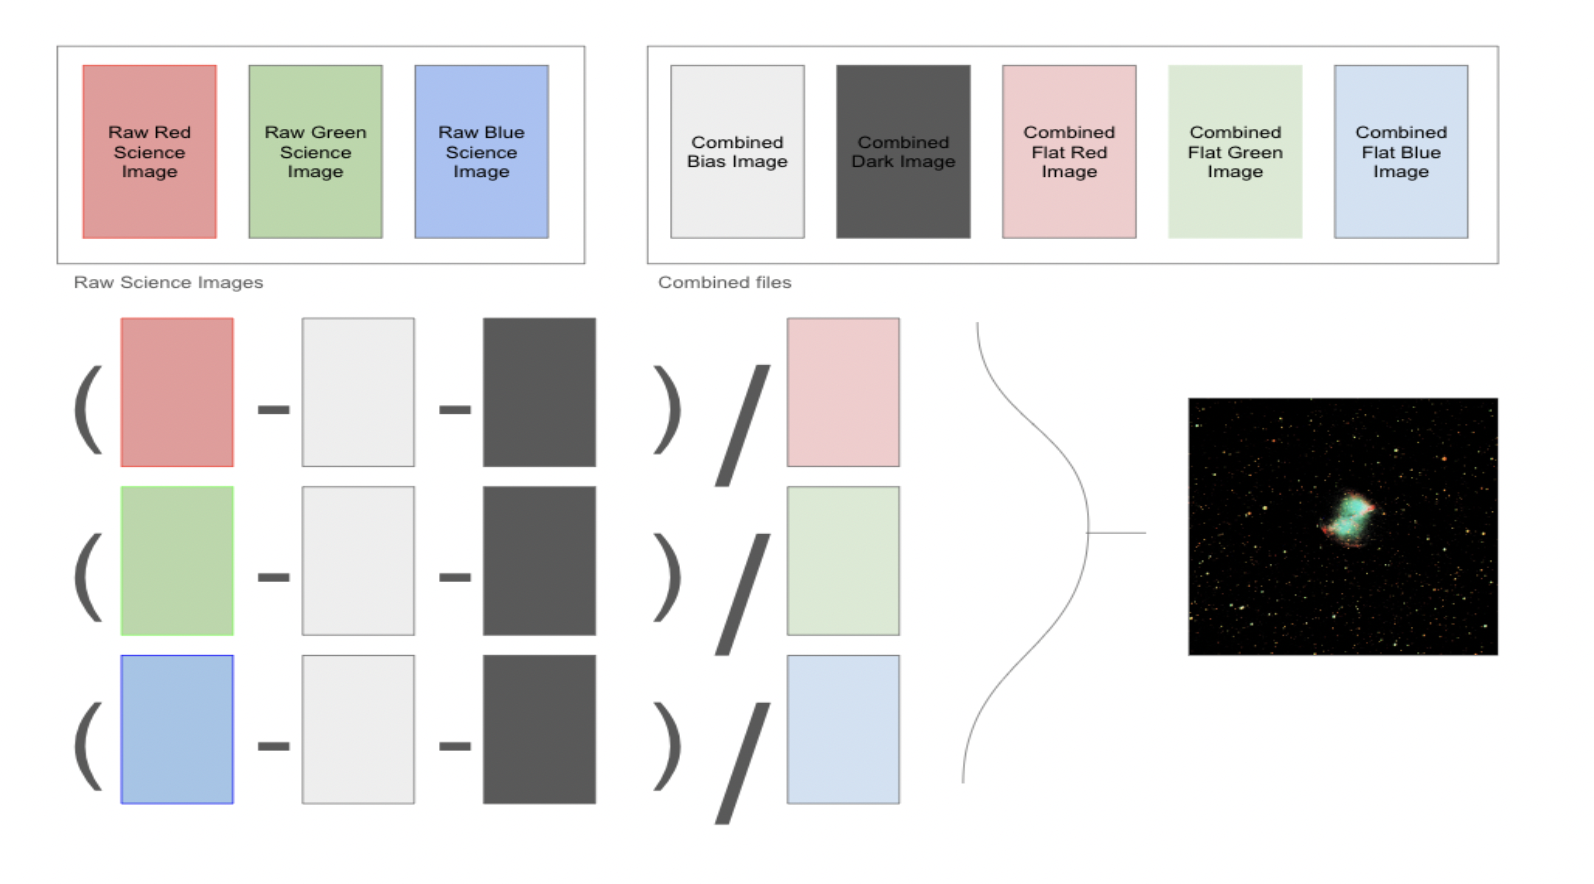 Raw Red
Science
Image
Raw Green
Science
Image
Raw Blue
Science
Image
Combined
Bias Image
Combined
Dark Image
Combined
Flat Red
Image
Combined
Flat Green
Image
Combined
Flat Blue
Image
Raw Science Images
Combined files
( - - ) /
( - - ) /
( - - ) /